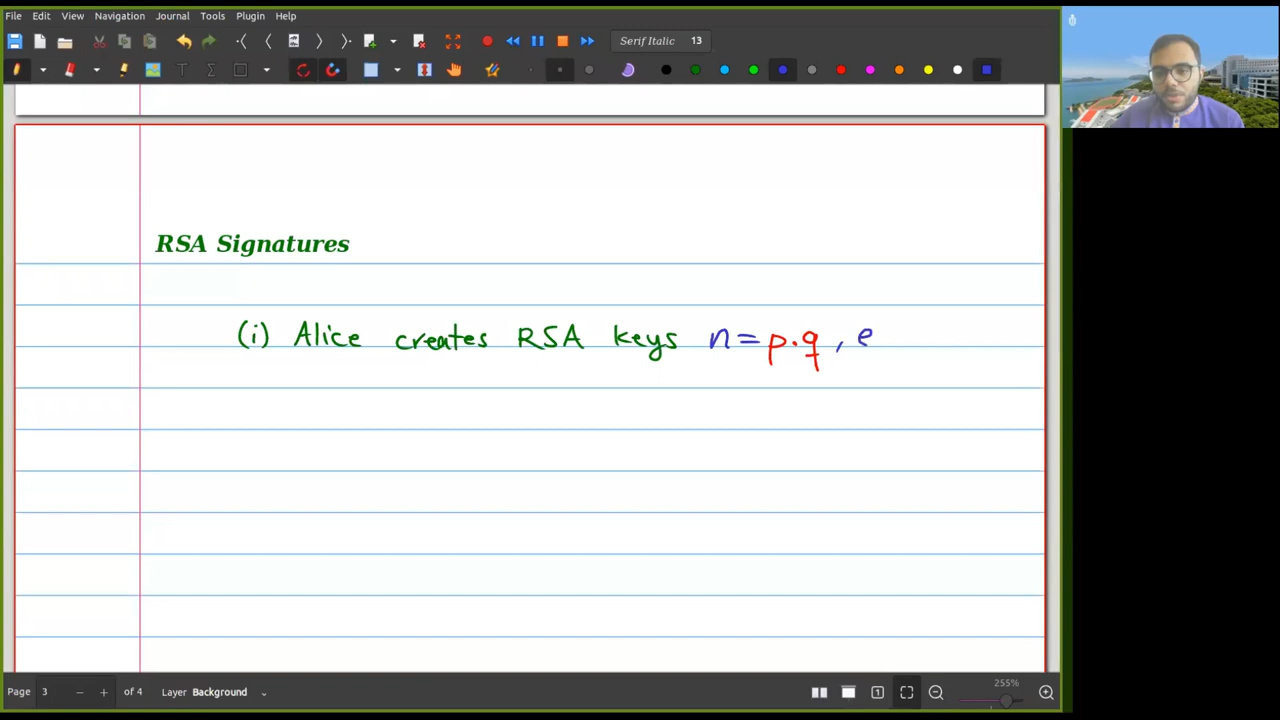 File Edit View Navigation Journal Tools Plugin Help
Serif Italic 13
RSA Signatures
(i) Alice creates RSA keys n = p.q , e
Page 3 of 4 Layer Background 255%